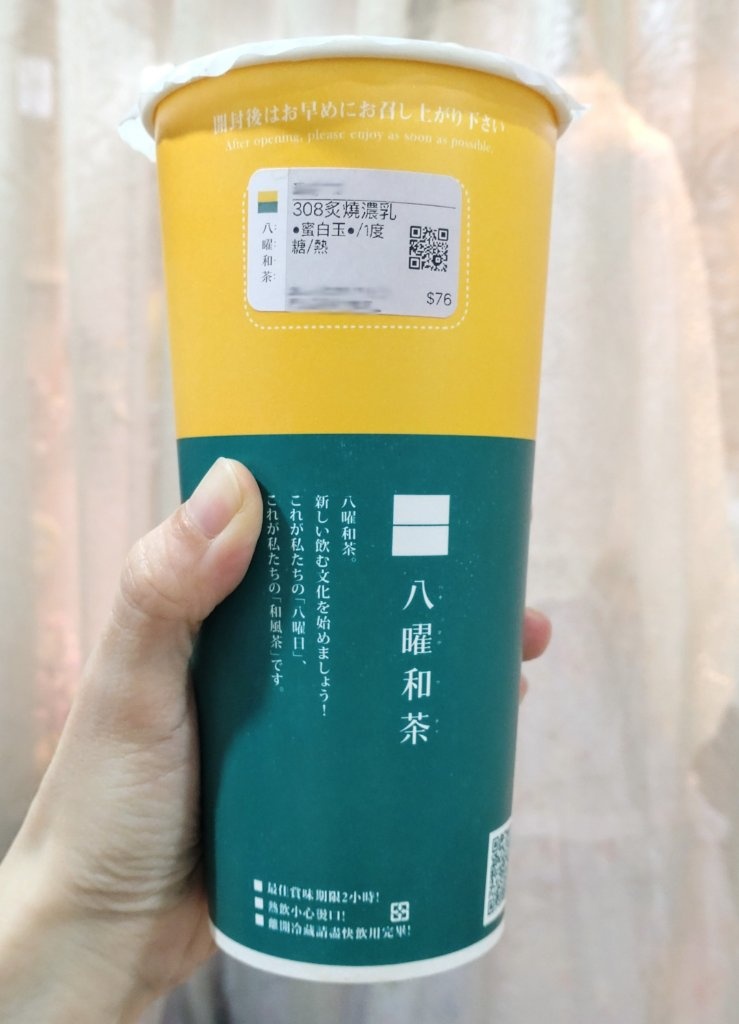 開封後はお早めにお召し上がり下さい
After opening, please enjoy as soon as possible.
八曜和茶
308炙燒濃乳
●蜜白玉●/1度
糖/熱
$76
八曜和茶
八曜和茶。
新しい飲む文化を始めましょう！
これが私たちの「八曜日」、
これが私たちの「和風茶」です。
最佳賞味期限2小時!
熱飲小心燙口!
離開冷藏請盡快飲用完畢!